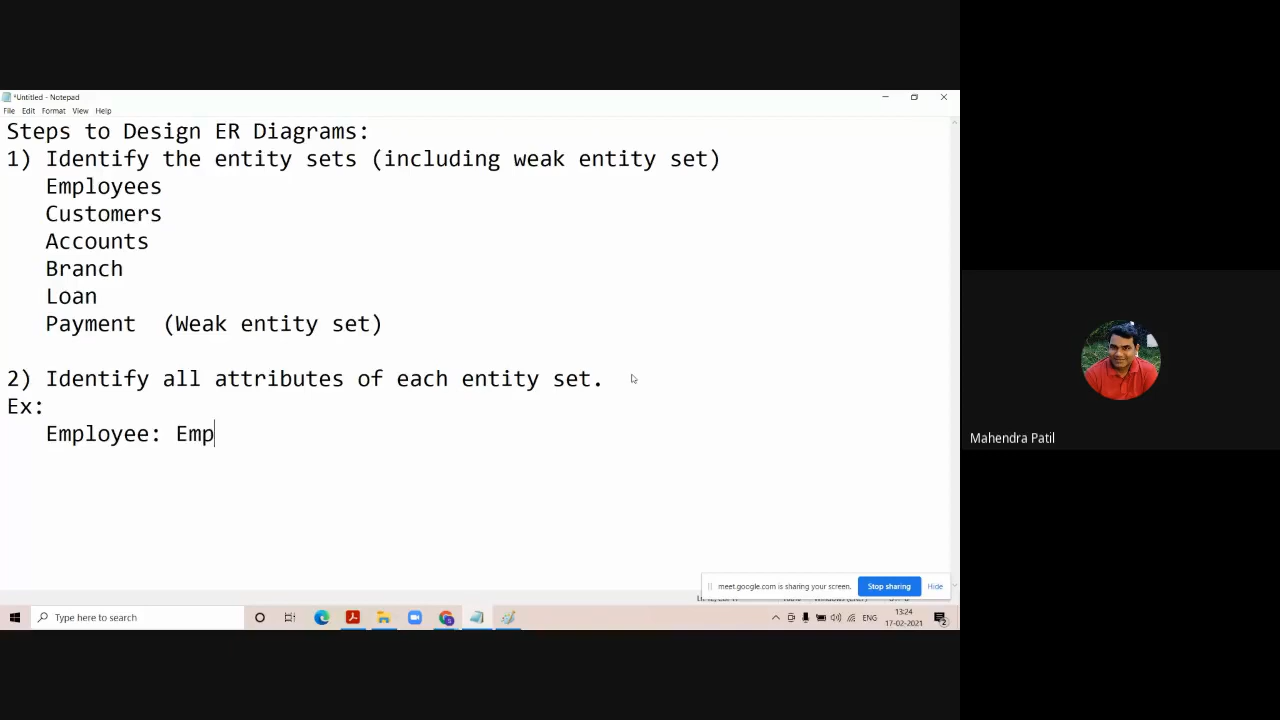 *Untitled - Notepad
File Edit Format View Help
Steps to Design ER Diagrams:
1) Identify the entity sets (including weak entity set)
Employees
Customers
Accounts
Branch
Loan
Payment (Weak entity set)
2) Identify all attributes of each entity set.
Ex:
Employee: Emp
Mahendra Patil
meet.google.com is sharing your screen.
Stop sharing
Hide
Type here to search
ENG
13:24
17-02-2021
2